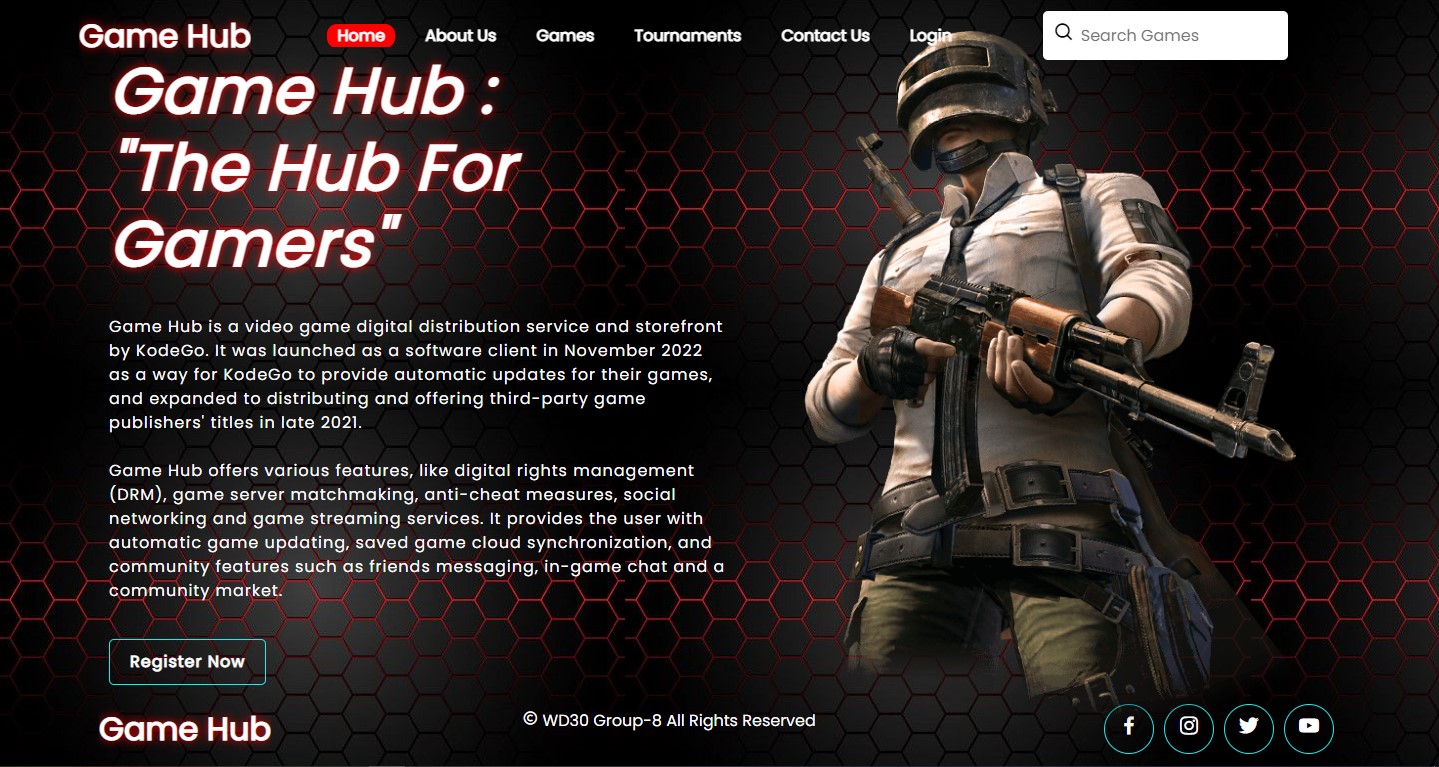 Game Hub
Home
About Us
Games
Tournaments
Contact Us
Login
Search Games
Game Hub :
"The Hub For
Gamers"
Game Hub is a video game digital distribution service and storefront
by KodeGo. It was launched as a software client in November 2022
as a way for KodeGo to provide automatic updates for their games,
and expanded to distributing and offering third-party game
publishers' titles in late 2021.
Game Hub offers various features, like digital rights management
(DRM), game server matchmaking, anti-cheat measures, social
networking and game streaming services. It provides the user with
automatic game updating, saved game cloud synchronization, and
community features such as friends messaging, in-game chat and a
community market.
Register Now
Game Hub
© WD30 Group-8 All Rights Reserved